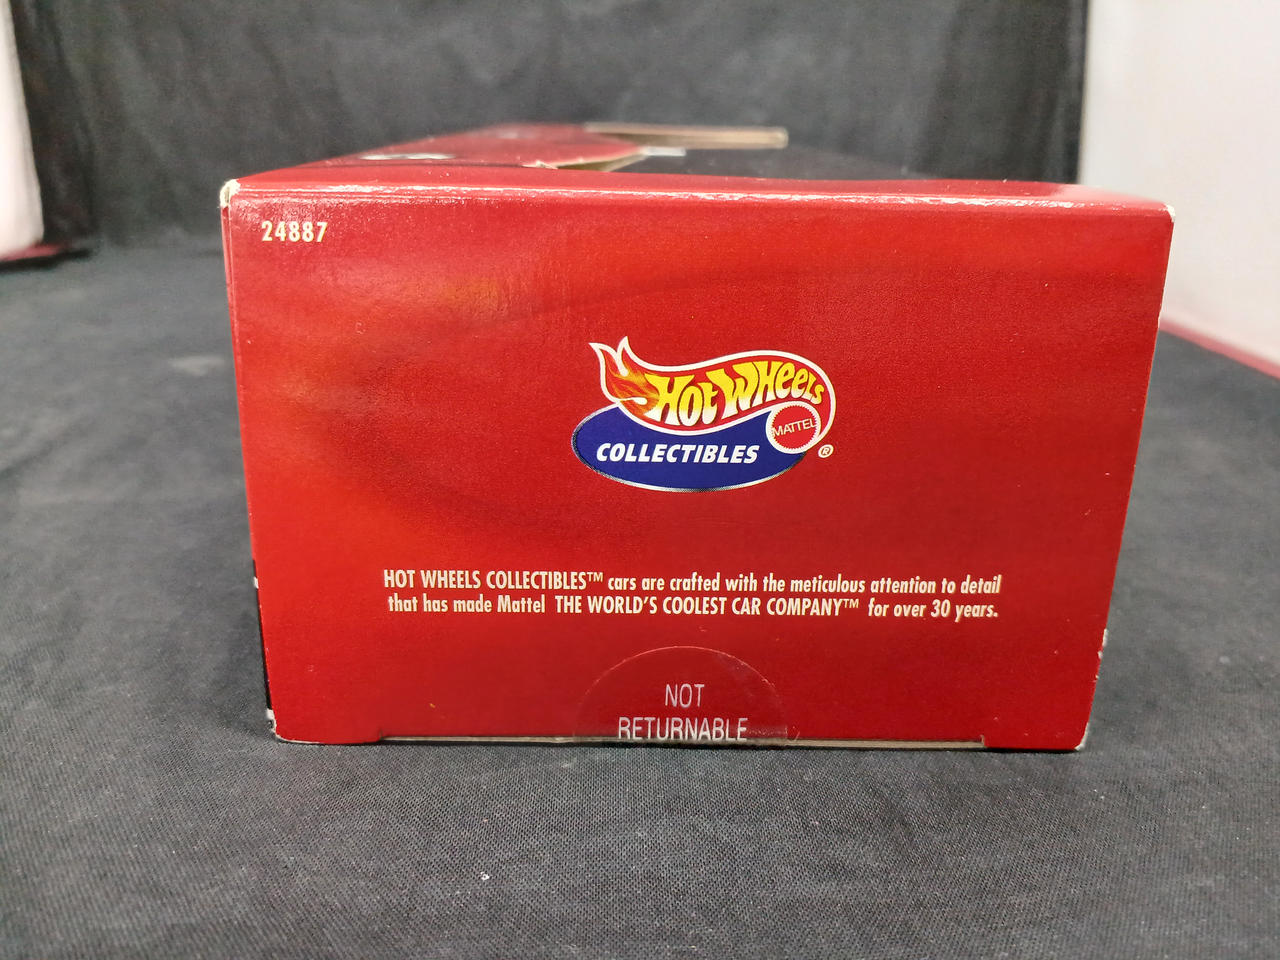 24887
HOT WHEELS
MATTEL
COLLECTIBLES ®
HOT WHEELS COLLECTIBLES™ cars are crafted with the meticulous attention to detail
that has made Mattel THE WORLD'S COOLEST CAR COMPANY™ for over 30 years.
NOT
RETURNABLE